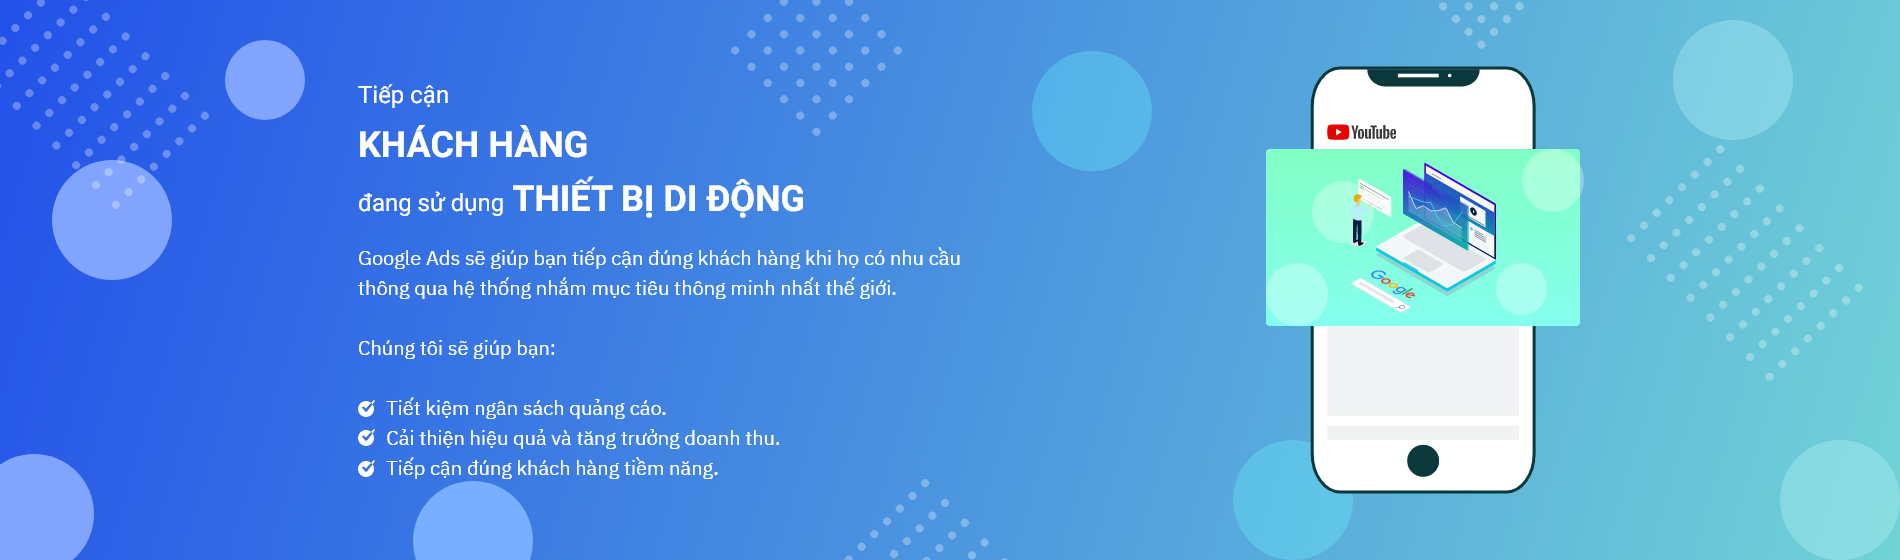 Tiếp cận
KHÁCH HÀNG
đang sử dụng THIẾT BỊ DI ĐỘNG
Google Ads sẽ giúp bạn tiếp cận đúng khách hàng khi họ có nhu cầu
thông qua hệ thống nhắm mục tiêu thông minh nhất thế giới.
Chúng tôi sẽ giúp bạn:
Tiết kiệm ngân sách quảng cáo.
Cải thiện hiệu quả và tăng trưởng doanh thu.
Tiếp cận đúng khách hàng tiềm năng.
YouTube
Google